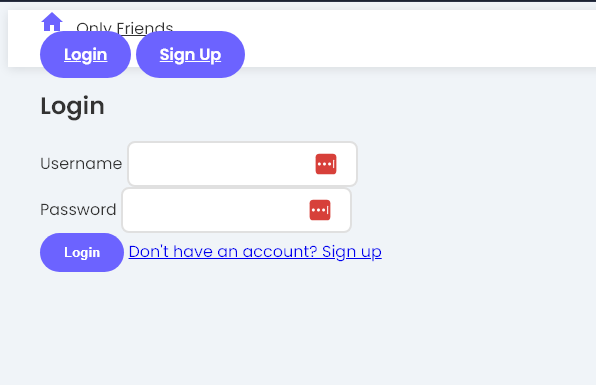 Only Friends
Login Sign Up
Login
Username
Password
Login Don't have an account? Sign up